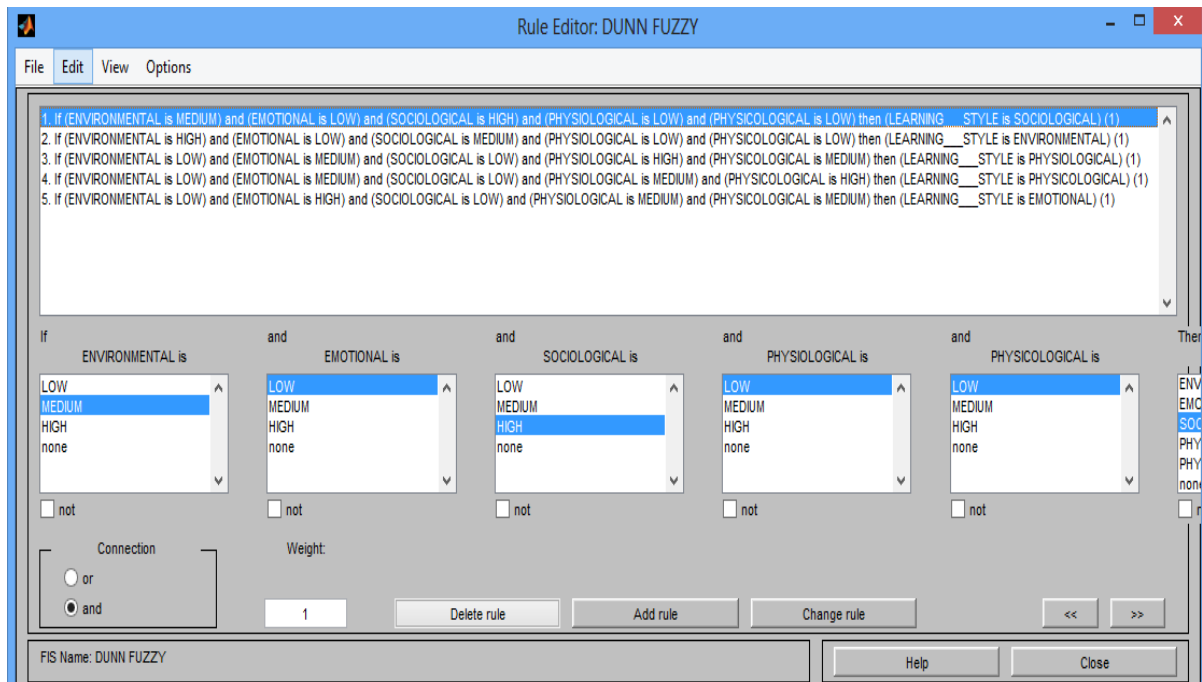 Rule Editor: DUNN FUZZY
File Edit View Options
1. If (ENVIRONMENTAL is MEDIUM) and (EMOTIONAL is LOW) and (SOCIOLOGICAL is HIGH) and (PHYSIOLOGICAL is LOW) and (PHYSICOLOGICAL is LOW) then (LEARNING___STYLE is SOCIOLOGICAL) (1)
2. If (ENVIRONMENTAL is HIGH) and (EMOTIONAL is LOW) and (SOCIOLOGICAL is MEDIUM) and (PHYSIOLOGICAL is LOW) and (PHYSICOLOGICAL is LOW) then (LEARNING___STYLE is ENVIRONMENTAL) (1)
3. If (ENVIRONMENTAL is LOW) and (EMOTIONAL is MEDIUM) and (SOCIOLOGICAL is LOW) and (PHYSIOLOGICAL is HIGH) and (PHYSICOLOGICAL is MEDIUM) then (LEARNING___STYLE is PHYSIOLOGICAL) (1)
4. If (ENVIRONMENTAL is LOW) and (EMOTIONAL is MEDIUM) and (SOCIOLOGICAL is LOW) and (PHYSIOLOGICAL is MEDIUM) and (PHYSICOLOGICAL is HIGH) then (LEARNING___STYLE is PHYSICOLOGICAL) (1)
5. If (ENVIRONMENTAL is LOW) and (EMOTIONAL is HIGH) and (SOCIOLOGICAL is LOW) and (PHYSIOLOGICAL is MEDIUM) and (PHYSICOLOGICAL is MEDIUM) then (LEARNING___STYLE is EMOTIONAL) (1)
If and and and and Ther
ENVIRONMENTAL is EMOTIONAL is SOCIOLOGICAL is PHYSIOLOGICAL is PHYSICOLOGICAL is
LOW LOW LOW LOW LOW ENV
MEDIUM MEDIUM MEDIUM MEDIUM MEDIUM EMO
HIGH HIGH HIGH HIGH HIGH SOC
none none none none none PHY
PHY
none
not not not not not
Connection Weight:
or
and 1 Delete rule Add rule Change rule << >>
FIS Name: DUNN FUZZY Help Close